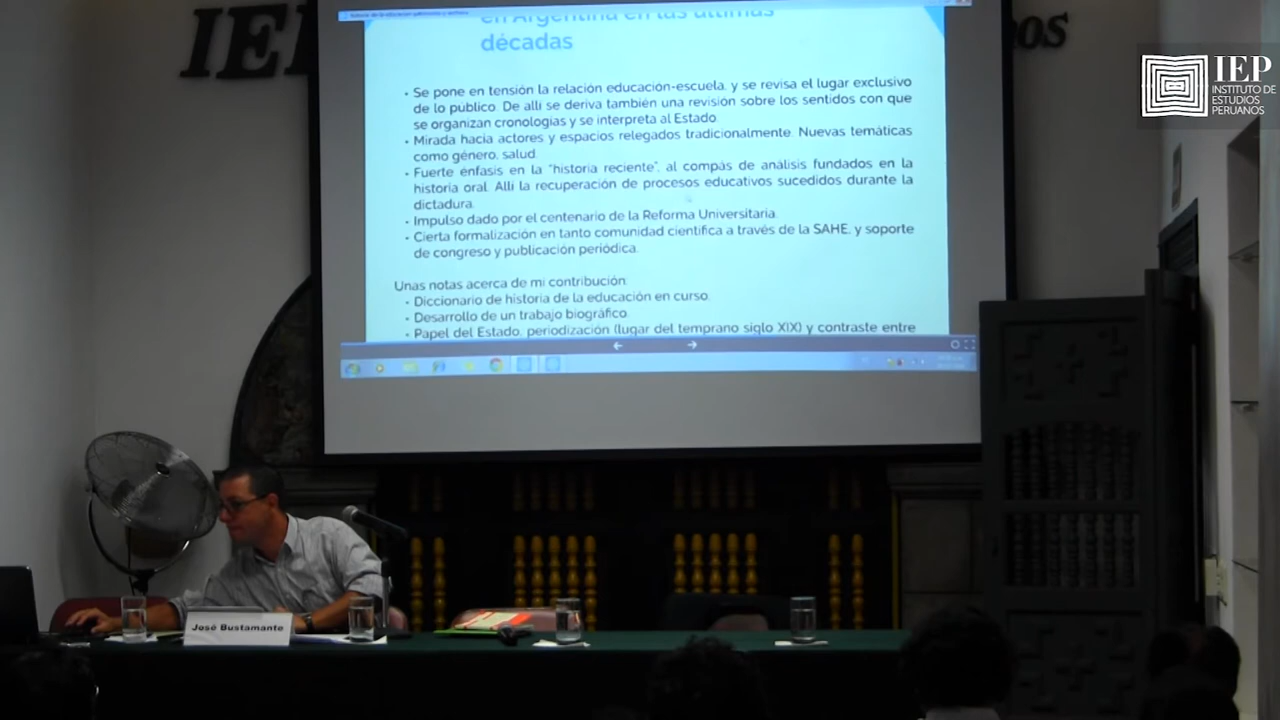 IE
nos
en Argentina en las últimas
décadas
• Se pone en tensión la relación educación-escuela, y se revisa el lugar exclusivo
de lo publico. De allí se deriva también una revisión sobre los sentidos con que
se organizan cronologías y se interpreta al Estado
• Mirada hacia actores y espacios relegados tradicionalmente. Nuevas temáticas
como género, salud.
• Fuerte énfasis en la "historia reciente", al compás de análisis fundados en la
historia oral. Allí la recuperación de procesos educativos sucedidos durante la
dictadura.
• Impulso dado por el centenario de la Reforma Universitaria.
• Cierta formalización en tanto comunidad científica a través de la SAHE, y soporte
de congreso y publicación periódica.
Unas notas acerca de mi contribución:
• Diccionario de historia de la educación en curso.
• Desarrollo de un trabajo biográfico.
• Papel del Estado, periodización (lugar del temprano siglo XIX) y contraste entre
José Bustamante
IEP
INSTITUTO DE
ESTUDIOS
PERUANOS